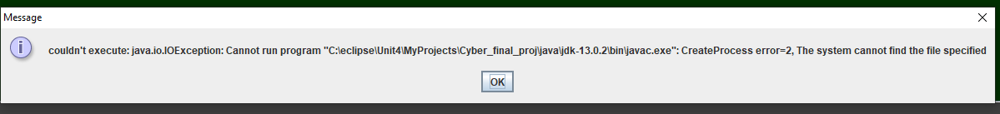 Message
couldn't execute: java.io.IOException: Cannot run program "C:\eclipse\Unit4\MyProjects\Cyber_final_proj\java\jdk-13.0.2\bin\javac.exe": CreateProcess error=2, The system cannot find the file specified
OK